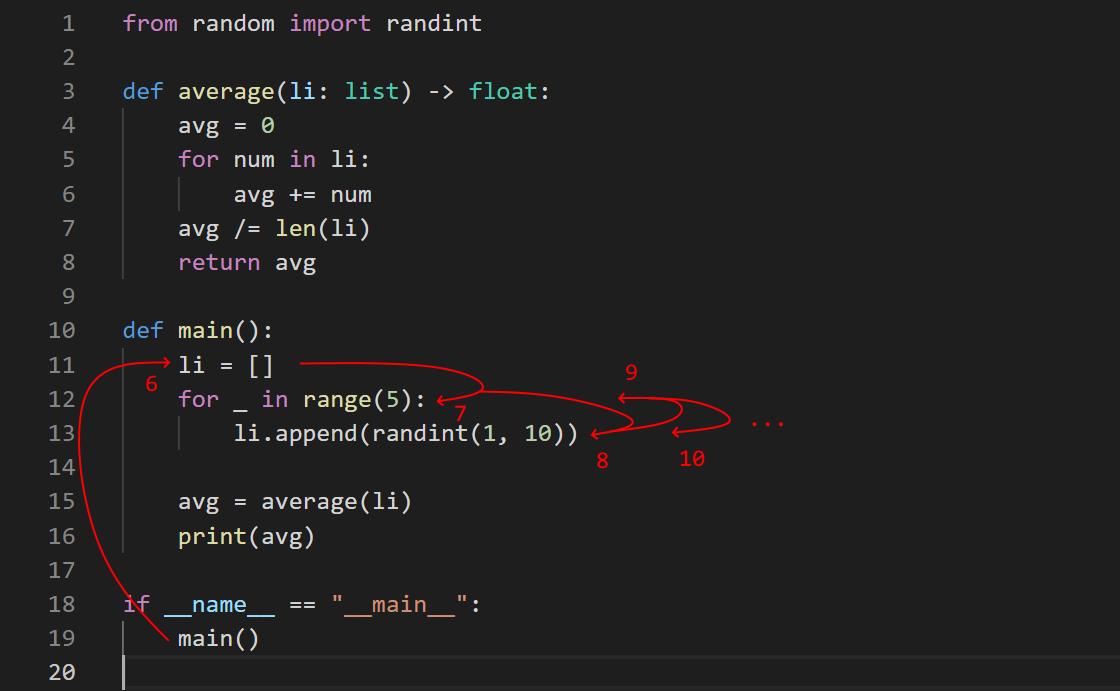 1 from random import randint
2
3 def average(li: list) -> float:
4     avg = 0
5     for num in li:
6         avg += num
7     avg /= len(li)
8     return avg
9
10 def main():
11     li = []
6 9
12     for _ in range(5):
7
13         li.append(randint(1, 10))
...
8 10
14
15     avg = average(li)
16     print(avg)
17
18 if __name__ == "__main__":
19     main()
20